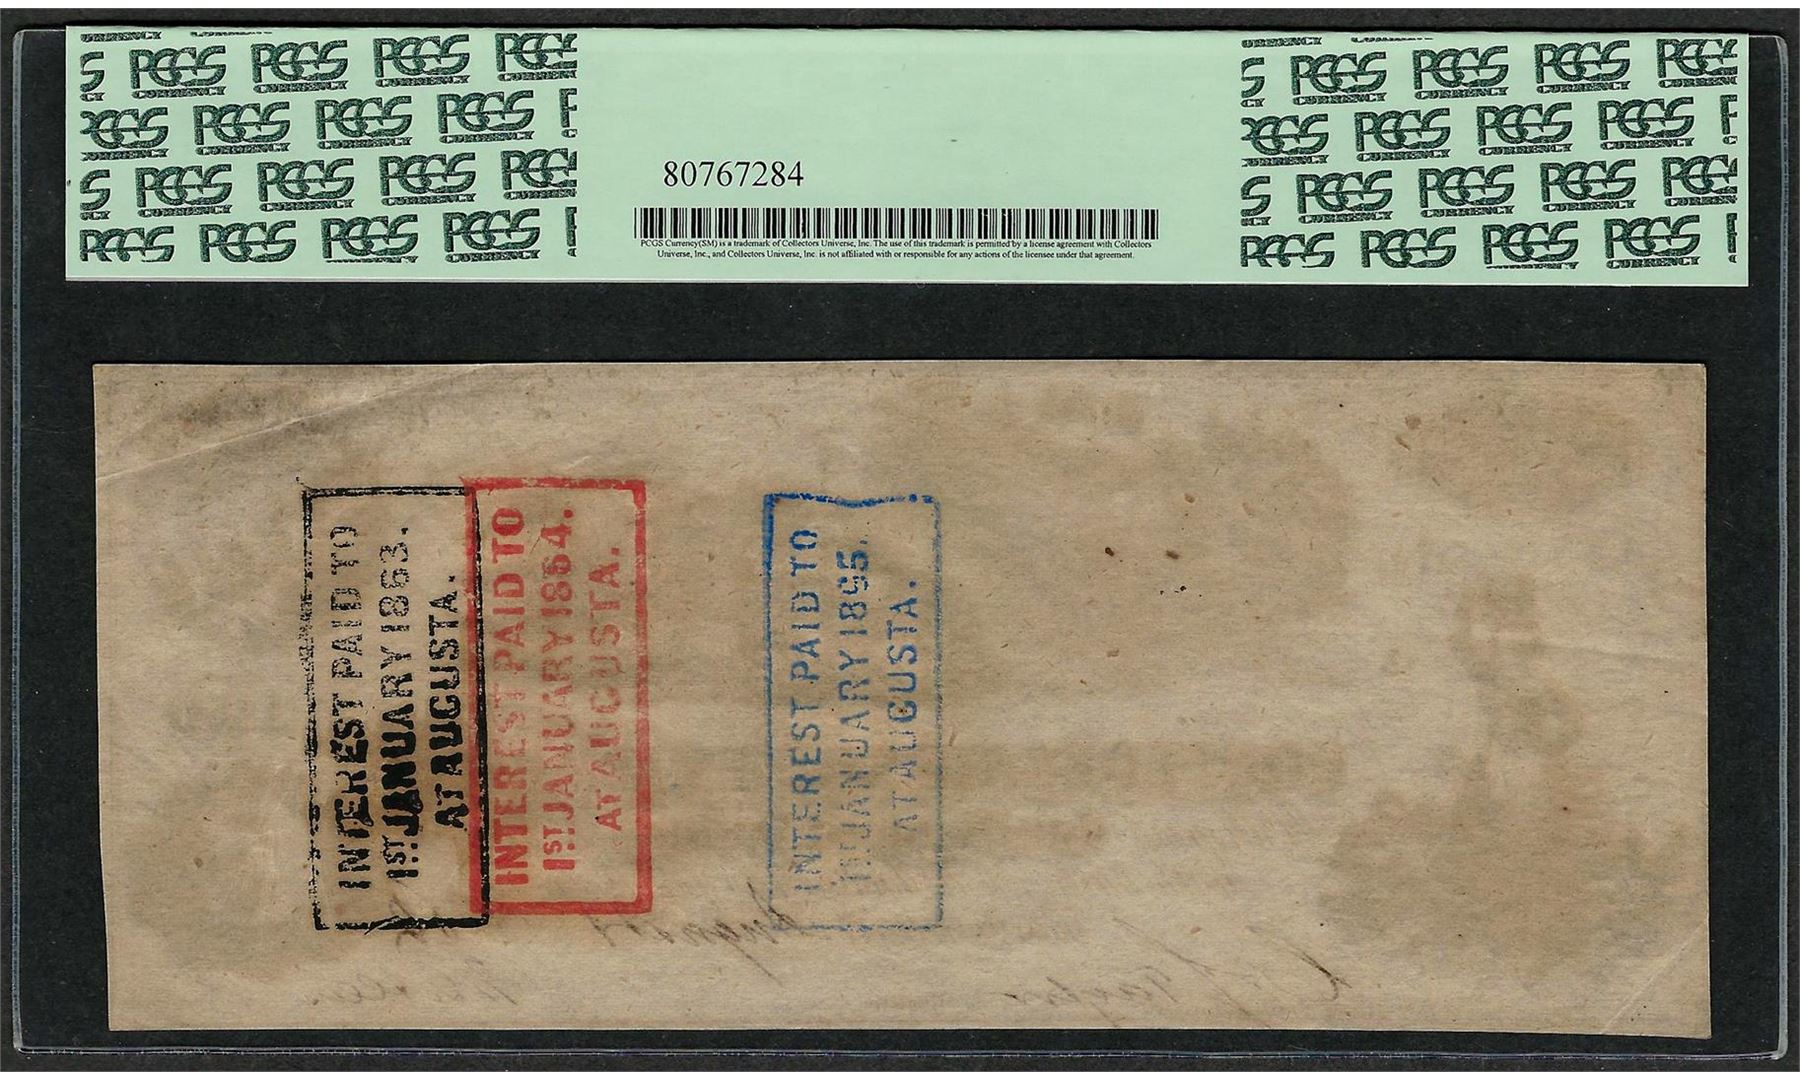 PCGS CURRENCY
80767284
PCGS Currency(SM) is a trademark of Collectors Universe, Inc. The use of this trademark is permitted by a license agreement with Collectors
Universe, Inc., and Collectors Universe, Inc. is not affiliated with or responsible for any actions of the licensee under that agreement.
INTEREST PAID TO
1ST JANUARY 1863.
AT AUGUSTA.
INTEREST PAID TO
1ST JANUARY 1864.
AT AUGUSTA.
INTEREST PAID TO
1ST JANUARY 1865.
AT AUGUSTA.